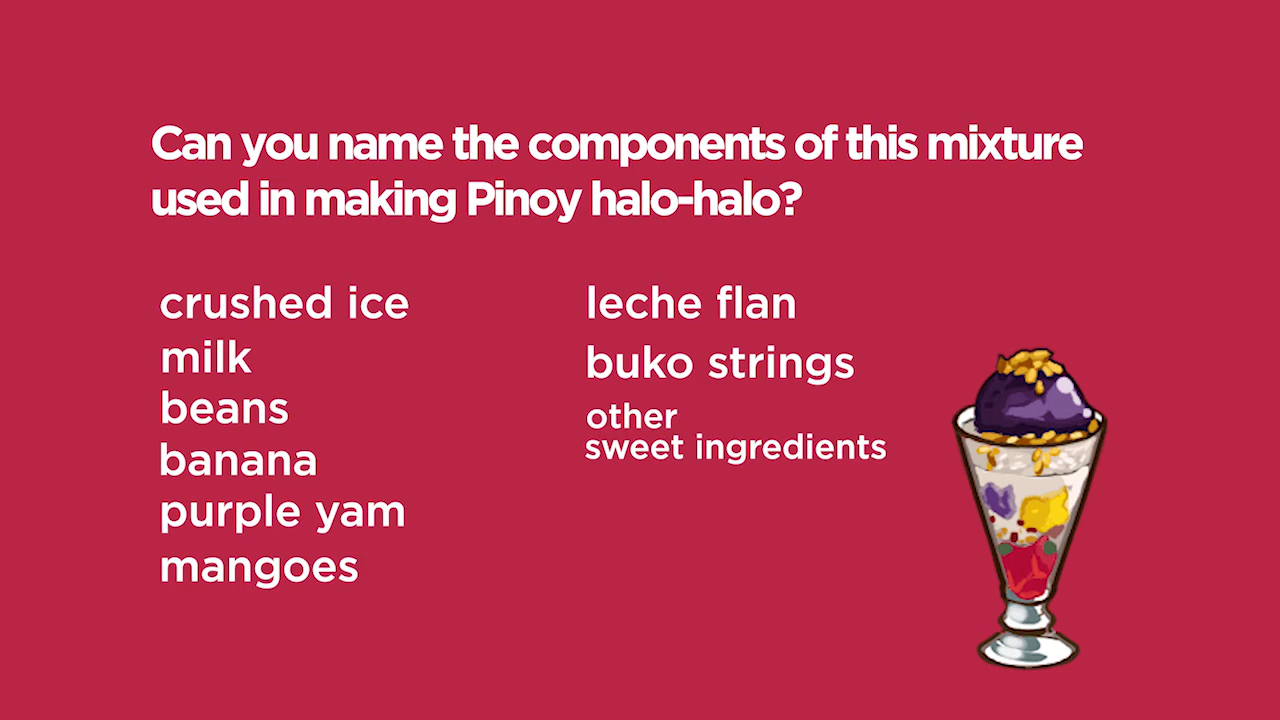 Can you name the components of this mixture
used in making Pinoy halo-halo?
crushed ice
milk
beans
banana
purple yam
mangoes
leche flan
buko strings
other
sweet ingredients